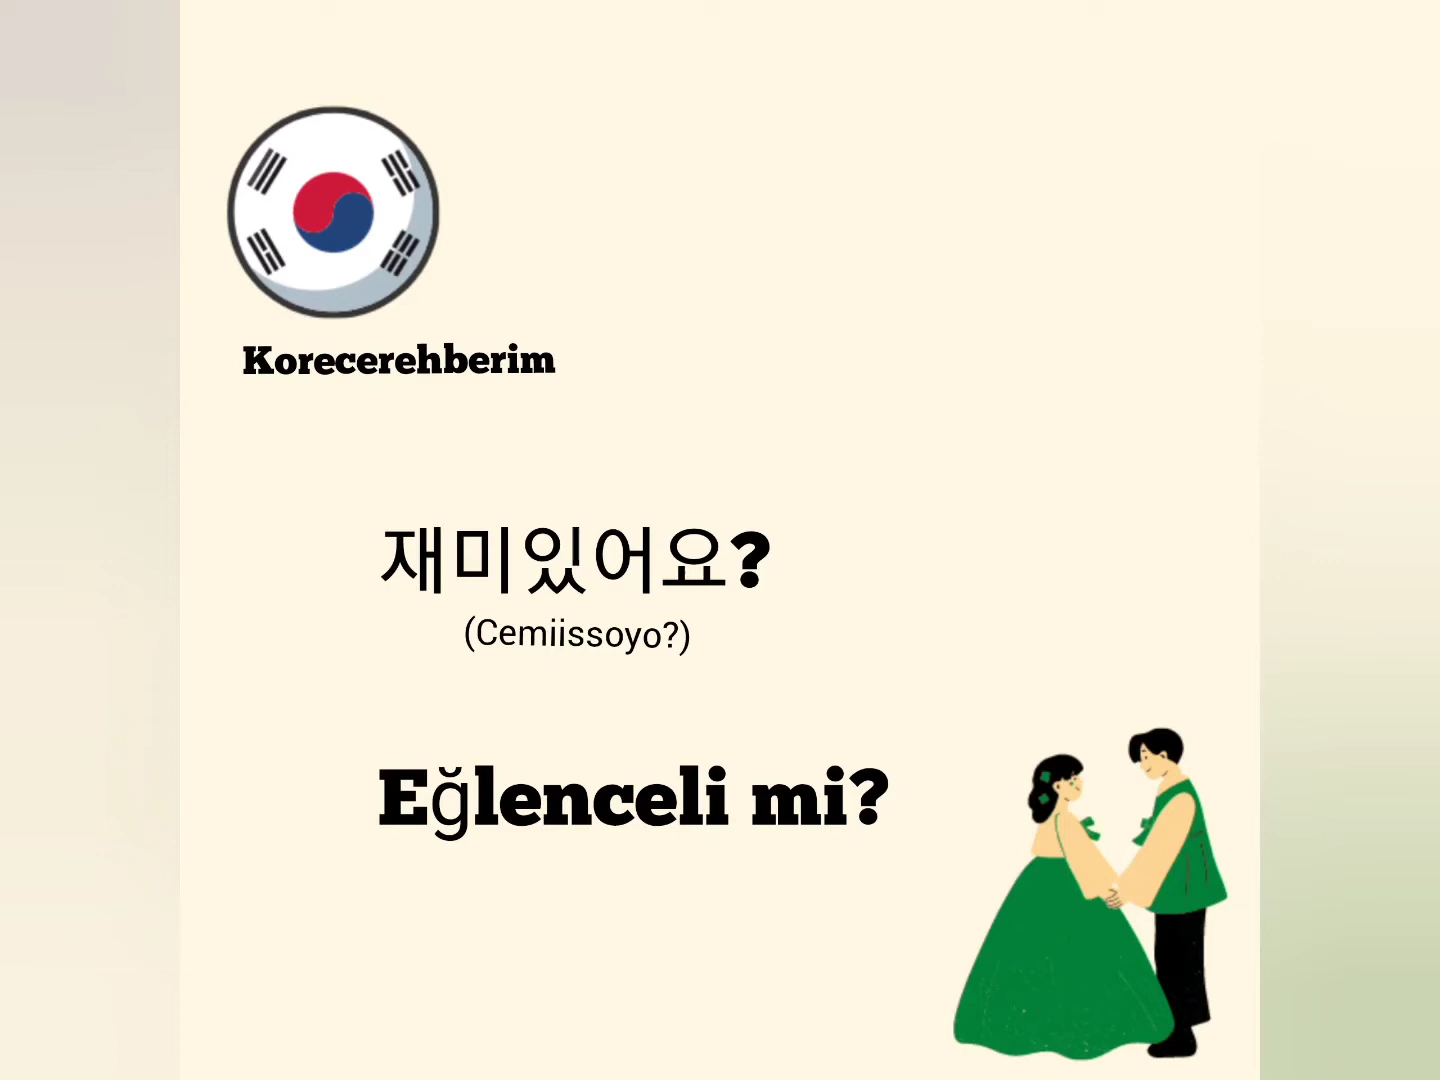 Korecerehberim
재미있어요?
(Cemiissoyo?)
Eğlenceli mi?